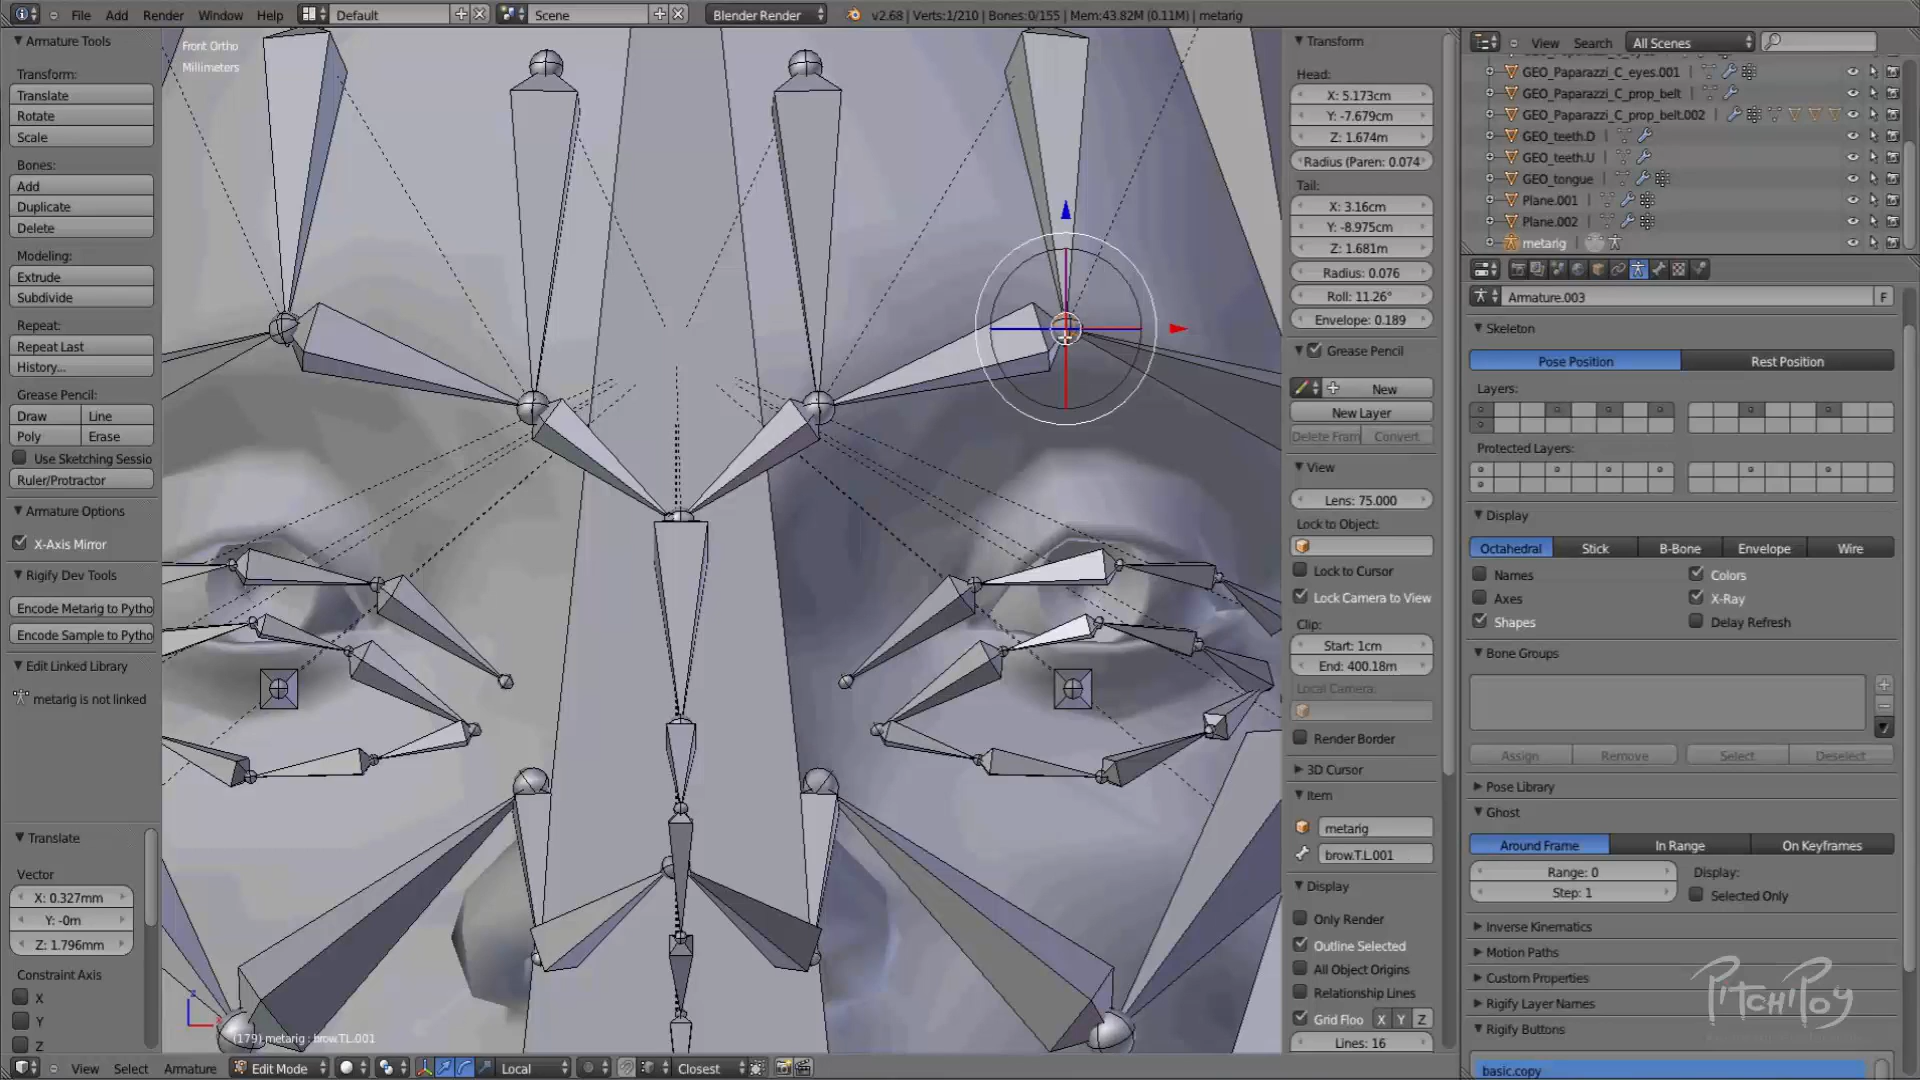 File Add Render Window Help Default Scene Blender Render v2.68 | Verts:1/210 | Bones:0/155 | Mem:43.82M (0.11M) | metarig
Armature Tools
Transform:
Translate
Rotate
Scale
Bones:
Add
Duplicate
Delete
Modeling:
Extrude
Subdivide
Repeat:
Repeat Last
History...
Grease Pencil:
Draw Line
Poly Erase
Use Sketching Sessio
Ruler/Protractor
Armature Options
X-Axis Mirror
Rigify Dev Tools
Encode Metarig to Pytho
Encode Sample to Pytho
Edit Linked Library
metarig is not linked
Translate
Vector
X: 0.327mm
Y: -0m
Z: 1.796mm
Constraint Axis
X
Y
Z
Front Ortho
Millimeters
(179) metarig : brow.T.L.001
View Select Armature Edit Mode Local Closest
Transform
Head:
X: 5.173cm
Y: -7.679cm
Z: 1.674m
Radius (Paren: 0.074
Tail:
X: 3.16cm
Y: -8.975cm
Z: 1.681m
Radius: 0.076
Roll: 11.26°
Envelope: 0.189
Grease Pencil
New
New Layer
Delete Fram Convert
View
Lens: 75.000
Lock to Object:
Lock to Cursor
Lock Camera to View
Clip:
Start: 1cm
End: 400.18m
Local Camera:
Render Border
3D Cursor
Item
metarig
brow.T.L.001
Display
Only Render
Outline Selected
All Object Origins
Relationship Lines
Grid Floo X Y Z
Lines: 16
View Search All Scenes
GEO_Paparazzi_C_eyes.001
GEO_Paparazzi_C_prop_belt
GEO_Paparazzi_C_prop_belt.002
GEO_teeth.D
GEO_teeth.U
GEO_tongue
Plane.001
Plane.002
metarig
Armature.003 F
Skeleton
Pose Position Rest Position
Layers:
Protected Layers:
Display
Octahedral Stick B-Bone Envelope Wire
Names Colors
Axes X-Ray
Shapes Delay Refresh
Bone Groups
Assign Remove Select Deselect
Pose Library
Ghost
Around Frame In Range On Keyframes
Range: 0 Display:
Step: 1 Selected Only
Inverse Kinematics
Motion Paths
Custom Properties
Rigify Layer Names
Rigify Buttons
basic.copy
PitchiPoy